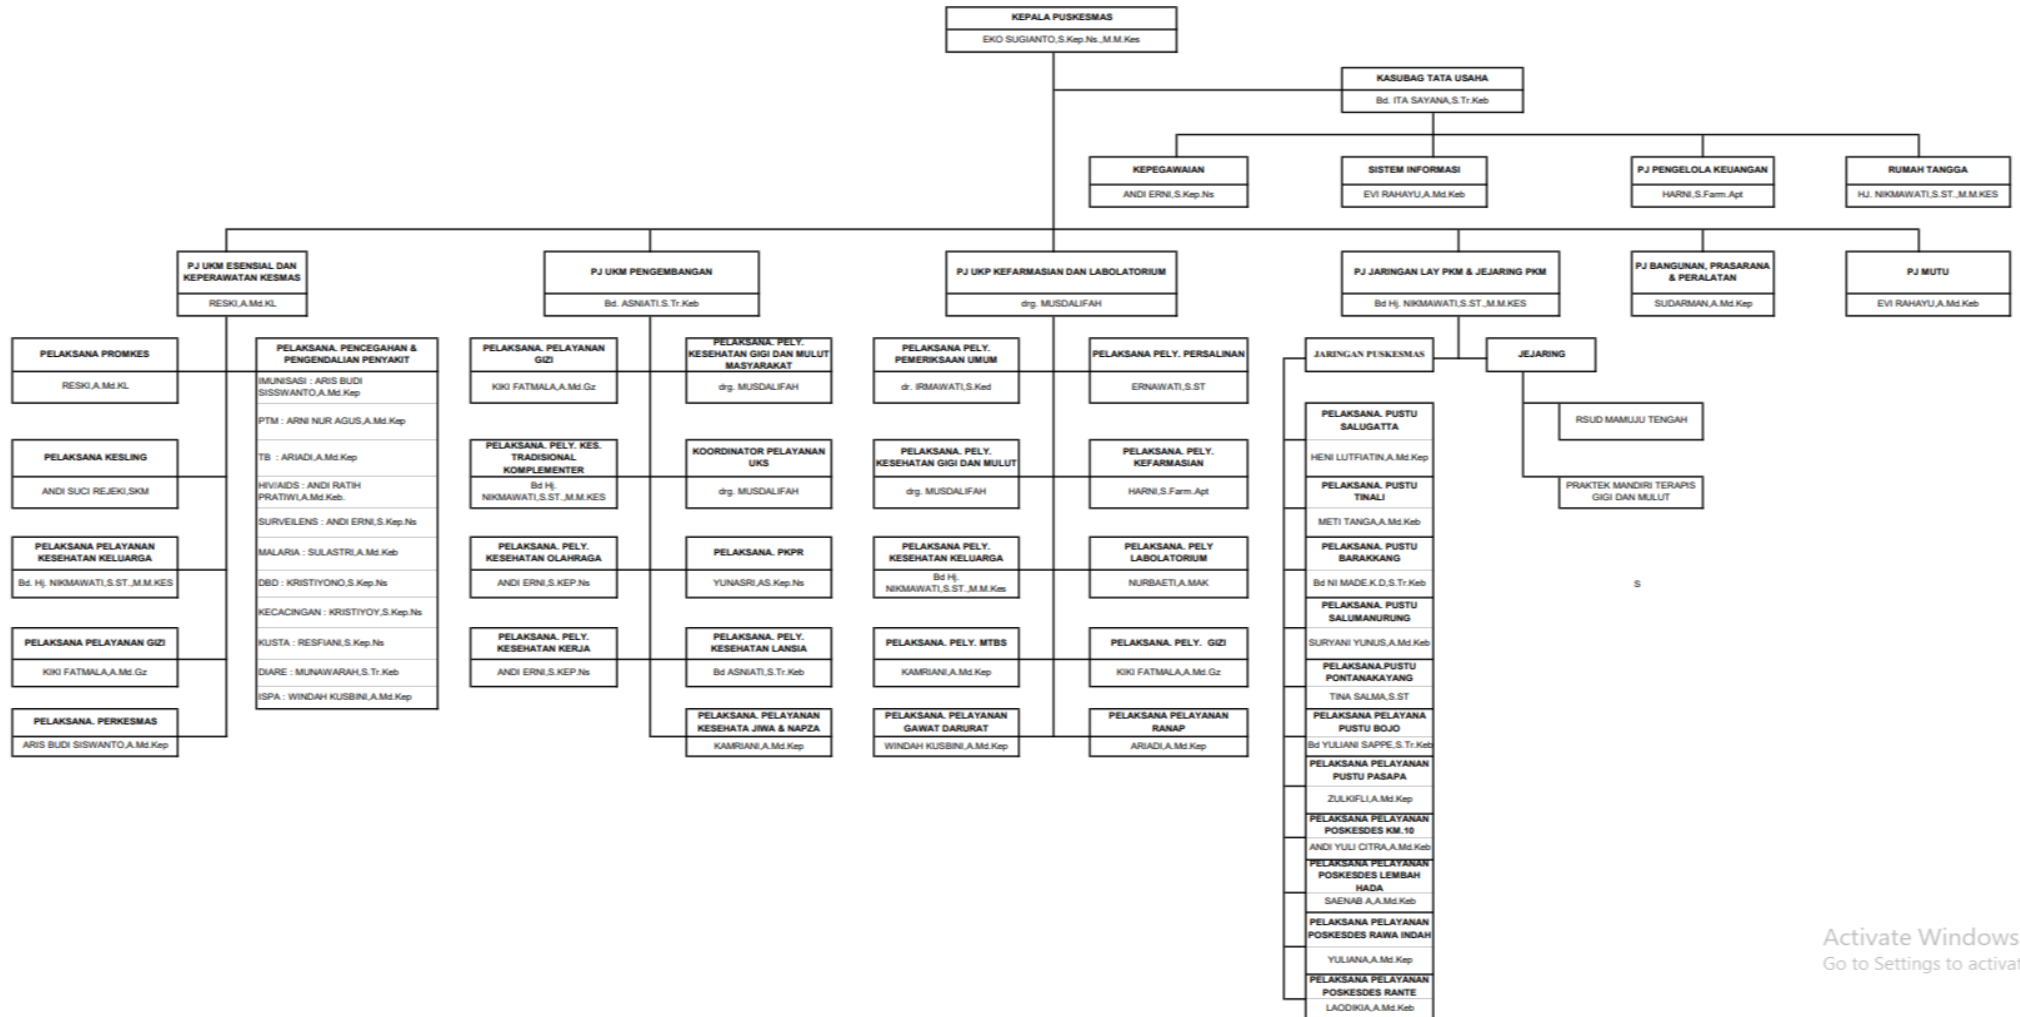 KEPALA PUSKESMAS
EKO SUGIANTO,S.Kep.Ns.,M.M.Kes
KASUBAG TATA USAHA
Bd. ITA SAYANA,S.Tr.Keb
KEPEGAWAIAN
ANDI ERNI,S.Kep.Ns
SISTEM INFORMASI
EVI RAHAYU,A.Md.Keb
PJ PENGELOLA KEUANGAN
HARNI,S.Farm.Apt
RUMAH TANGGA
HJ. NIKMAWATI,S.ST.,M.M.KES
PJ UKM ESENSIAL DAN
KEPERAWATAN KESMAS
RESKI,A.Md.KL
PJ UKM PENGEMBANGAN
Bd. ASNIATI.S.Tr.Keb
PJ UKP KEFARMASIAN DAN LABOLATORIUM
drg. MUSDALIFAH
PJ JARINGAN LAY PKM & JEJARING PKM
Bd Hj. NIKMAWATI,S.ST.,M.M.KES
PJ BANGUNAN, PRASARANA
& PERALATAN
SUDARMAN,A.Md.Kep
PJ MUTU
EVI RAHAYU,A.Md.Keb
PELAKSANA PROMKES
RESKI,A.Md.KL
PELAKSANA KESLING
ANDI SUCI REJEKI,SKM
PELAKSANA PELAYANAN
KESEHATAN KELUARGA
Bd. Hj. NIKMAWATI,S.ST.,M.M.KES
PELAKSANA PELAYANAN GIZI
KIKI FATMALA,A.Md.Gz
PELAKSANA. PERKESMAS
ARIS BUDI SISWANTO,A.Md.Kep
PELAKSANA. PENCEGAHAN &
PENGENDALIAN PENYAKIT
IMUNISASI : ARIS BUDI
SISSWANTO,A.Md.Kep
PTM : ARNI NUR AGUS,A.Md.Kep
TB : ARIADI,A.Md.Kep
HIV/AIDS : ANDI RATIH
PRATIWI,A.Md.Keb.
SURVEILENS : ANDI ERNI,S.Kep.Ns
MALARIA : SULASTRI,A.Md.Keb
DBD : KRISTIYONO,S.Kep.Ns
KECACINGAN : KRISTIYOY,S.Kep.Ns
KUSTA : RESFIANI,S.Kep.Ns
DIARE : MUNAWARAH,S.Tr.Keb
ISPA : WINDAH KUSBINI,A.Md.Kep
PELAKSANA. PELAYANAN
GIZI
KIKI FATMALA,A.Md.Gz
PELAKSANA. PELY. KES.
TRADISIONAL
KOMPLEMENTER
Bd Hj.
NIKMAWATI,S.ST.,M.M.KES
PELAKSANA. PELY.
KESEHATAN OLAHRAGA
ANDI ERNI,S.KEP.Ns
PELAKSANA. PELY.
KESEHATAN KERJA
ANDI ERNI,S.KEP.Ns
PELAKSANA. PELY.
KESEHATAN GIGI DAN MULUT
MASYARAKAT
drg. MUSDALIFAH
KOORDINATOR PELAYANAN
UKS
drg. MUSDALIFAH
PELAKSANA. PKPR
YUNASRI,AS.Kep.Ns
PELAKSANA. PELY.
KESEHATAN LANSIA
Bd ASNIATI,S.Tr.Keb
PELAKSANA. PELAYANAN
KESEHATA JIWA & NAPZA
KAMRIANI,A.Md.Kep
PELAKSANA. PELY.
PEMERIKSAAN UMUM
dr. IRMAWATI,S.Ked
PELAKSANA. PELY.
KESEHATAN GIGI DAN MULUT
drg. MUSDALIFAH
PELAKSANA. PELY.
KESEHATAN KELUARGA
Bd Hj.
NIKMAWATI,S.ST.,M.M.Kes
PELAKSANA. PELY. MTBS
KAMRIANI,A.Md.Kep
PELAKSANA. PELAYANAN
GAWAT DARURAT
WINDAH KUSBINI,A.Md.Kep
PELAKSANA PELY. PERSALINAN
ERNAWATI,S.ST
PELAKSANA. PELY.
KEFARMASIAN
HARNI,S.Farm.Apt
PELAKSANA. PELY
LABOLATORIUM
NURBAETI,A.MAK
PELAKSANA. PELY. GIZI
KIKI FATMALA,A.Md.Gz
PELAKSANA PELAYANAN
RANAP
ARIADI,A.Md.Kep
JARINGAN PUSKESMAS
PELAKSANA. PUSTU
SALUGATTA
HENI LUTFIATIN,A.Md.Kep
PELAKSANA. PUSTU
TINALI
METI TANGA,A.Md.Keb
PELAKSANA. PUSTU
BARAKKANG
Bd NI MADE.K.D,S.Tr.Keb
PELAKSANA. PUSTU
SALUMANURUNG
SURYANI YUNUS,A.Md.Keb
PELAKSANA.PUSTU
PONTANAKAYANG
TINA SALMA,S.ST
PELAKSANA PELAYANA
PUSTU BOJO
Bd YULIANI SAPPE,S.Tr.Keb
PELAKSANA PELAYANAN
PUSTU PASAPA
ZULKIFLI,A.Md.Kep
PELAKSANA PELAYANAN
POSKESDES KM.10
ANDI YULI CITRA,A.Md.Keb
PELAKSANA PELAYANAN
POSKESDES LEMBAH
HADA
SAENAB A,A.Md.Keb
PELAKSANA PELAYANAN
POSKESDES RAWA INDAH
YULIANA,A.Md.Kep
PELAKSANA PELAYANAN
POSKESDES RANTE
LAODIKIA,A.Md.Keb
JEJARING
RSUD MAMUJU TENGAH
PRAKTEK MANDIRI TERAPIS
GIGI DAN MULUT
S
Activate Windows
Go to Settings to activat